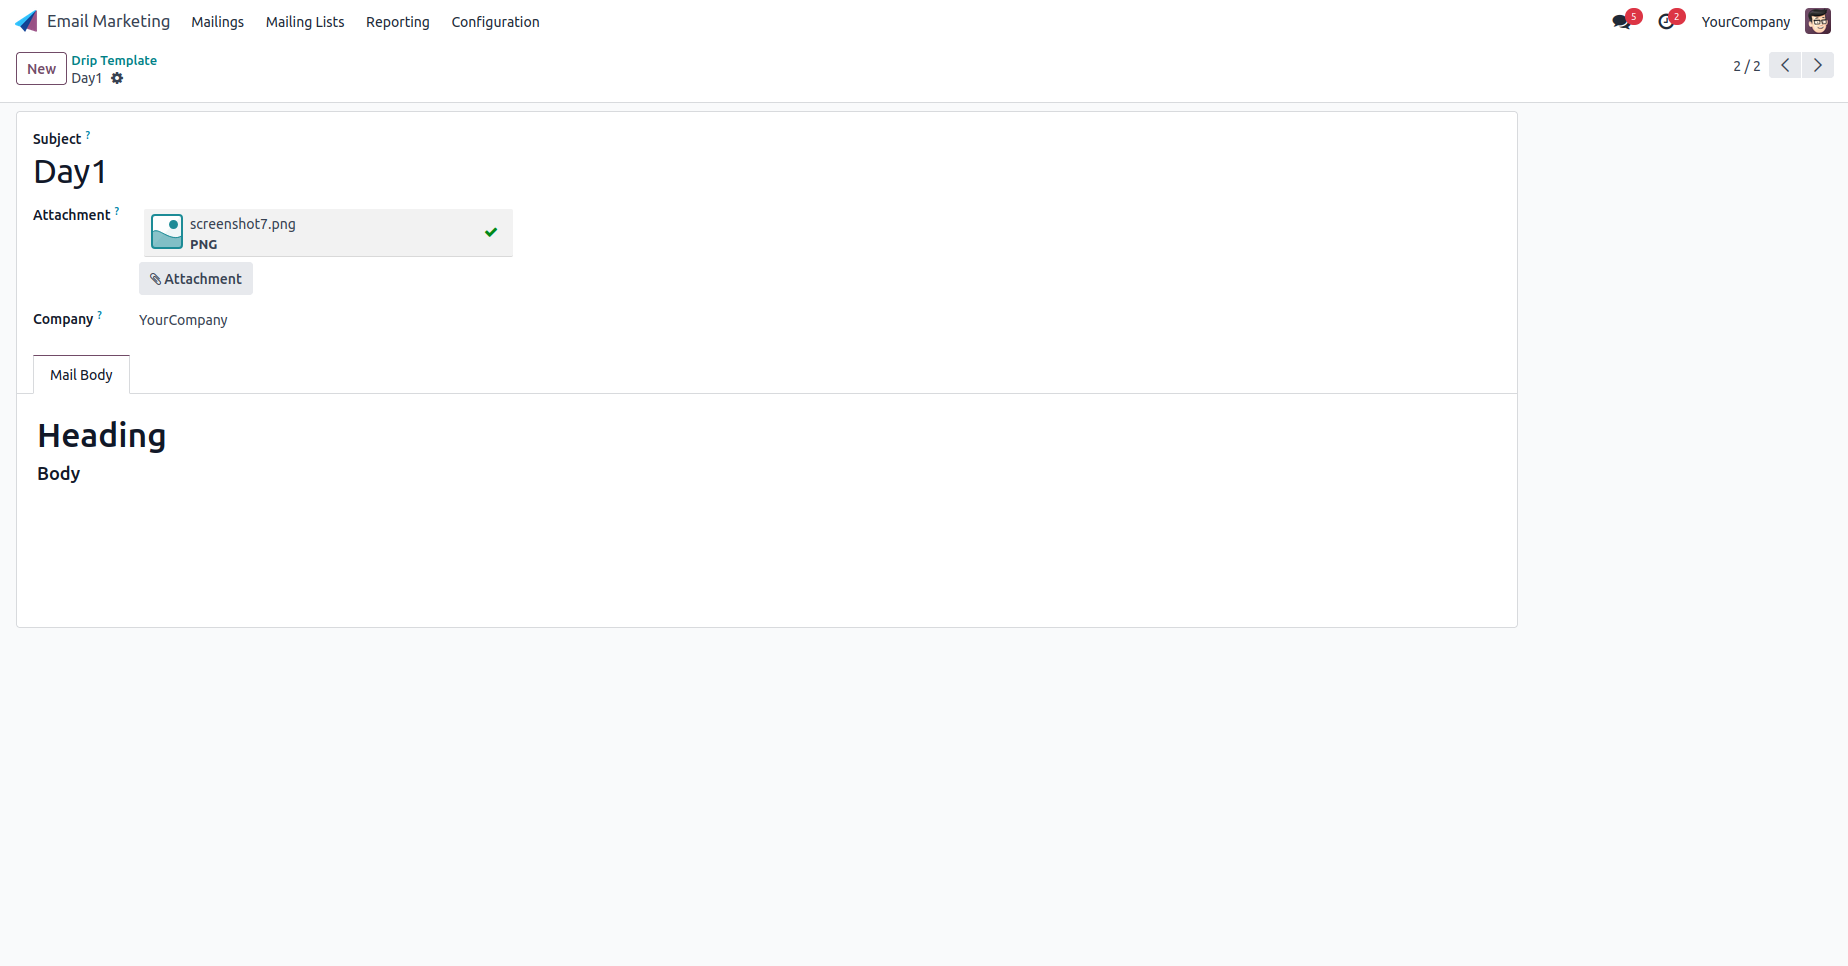 Email Marketing Mailings Mailing Lists Reporting Configuration 5 2 YourCompany
New Drip Template
Day1
2 / 2
Subject ?
Day1
Attachment ?
screenshot7.png
PNG
Attachment
Company ? YourCompany
Mail Body
Heading
Body